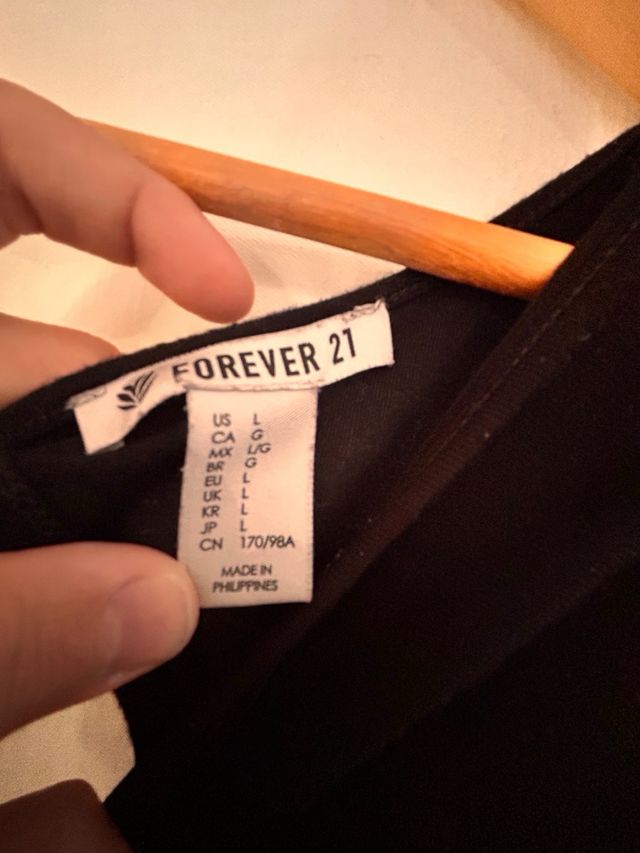 FOREVER 21
US L
CA G
MX L/G
BR G
EU L
UK L
KR L
JP L
CN 170/98A
MADE IN
PHILIPPINES